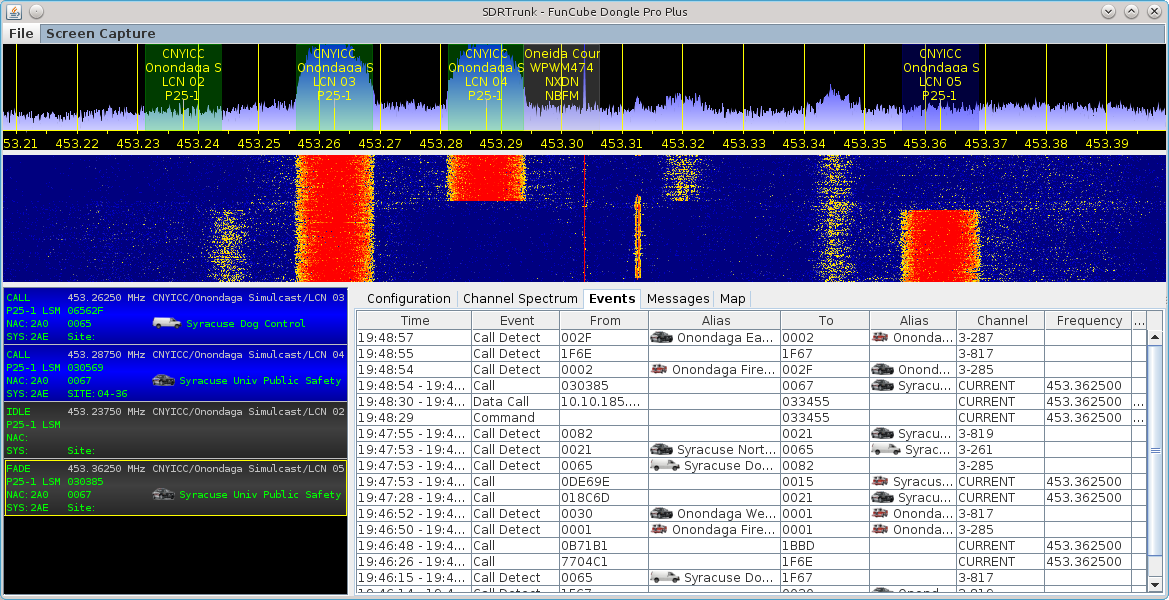 SDRTrunk - FunCube Dongle Pro Plus
File Screen Capture
CNYICC CNYICC CNYICC Oneida Cour CNYICC
Onondaga S Onondaga S Onondaga S WPWM474 Onondaga S
LCN 02 LCN 03 LCN 04 NXDN LCN 05
P25-1 P25-1 P25-1 NBFM P25-1
453.21 453.22 453.23 453.24 453.25 453.26 453.27 453.28 453.29 453.30 453.31 453.32 453.33 453.34 453.35 453.36 453.37 453.38 453.39
CALL 453.26250 MHz CNYICC/Onondaga Simulcast/LCN 03
P25-1 LSM 06562F
NAC:2A0 0065 Syracuse Dog Control
SYS:2AE Site:
CALL 453.28750 MHz CNYICC/Onondaga Simulcast/LCN 04
P25-1 LSM 030569
NAC:2A0 0067 Syracuse Univ Public Safety
SYS:2AE SITE:04-36
IDLE 453.23750 MHz CNYICC/Onondaga Simulcast/LCN 02
P25-1 LSM
NAC:
SYS: Site:
FADE 453.36250 MHz CNYICC/Onondaga Simulcast/LCN 05
P25-1 LSM 030385
NAC:2A0 0067 Syracuse Univ Public Safety
SYS:2AE Site:
Configuration Channel Spectrum Events Messages Map
Time Event From Alias To Alias Channel Frequency ...
19:48:57 Call Detect 002F Onondaga Ea... 0002 Ononda... 3-287
19:48:55 Call Detect 1F6E 1F67 3-817
19:48:54 Call Detect 0002 Onondaga Fire... 002F Onond... 3-285
19:48:54 - 19:4... Call 030385 0067 Syracu... CURRENT 453.362500
19:48:30 - 19:4... Data Call 10.10.185.... 033455 CURRENT 453.362500 ...
19:48:29 Command 033455 CURRENT 453.362500 ...
19:47:55 - 19:4... Call Detect 0082 0021 Syracu... 3-819
19:47:53 - 19:4... Call Detect 0021 Syracuse Nort... 0065 Syrac... 3-261
19:47:53 - 19:4... Call Detect 0065 Syracuse Do... 0082 3-285
19:47:53 - 19:4... Call 0DE69E 0015 Syracus... CURRENT 453.362500
19:47:28 - 19:4... Call 018C6D 0021 Syracu... CURRENT 453.362500
19:46:52 - 19:4... Call Detect 0030 Onondaga We... 0001 Ononda... 3-817
19:46:50 - 19:4... Call Detect 0001 Onondaga Fire... 0001 Ononda... 3-285
19:46:48 - 19:4... Call 0B71B1 1BBD CURRENT 453.362500
19:46:26 - 19:4... Call 7704C1 1F6E CURRENT 453.362500
19:46:15 - 19:4... Call Detect 0065 Syracuse Do... 1F67 3-817